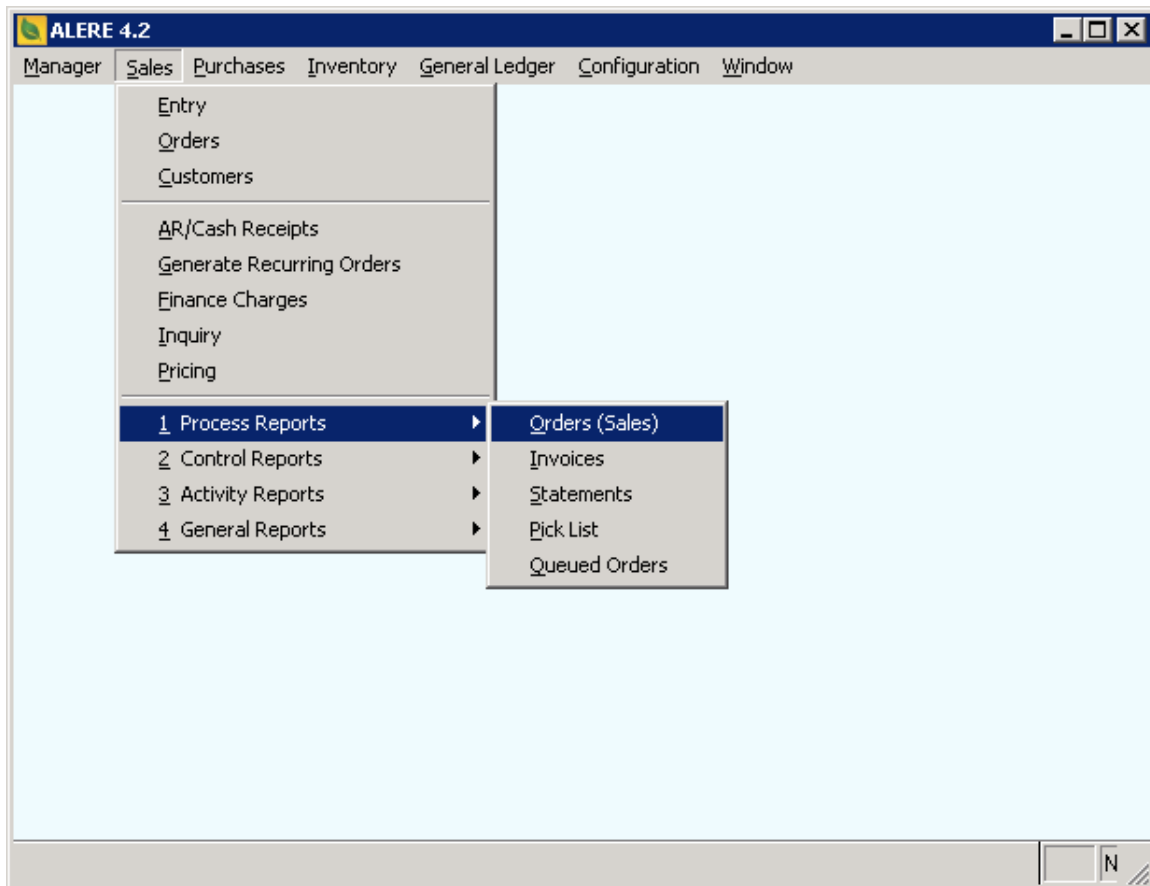 ALERE 4.2
Manager Sales Purchases Inventory General Ledger Configuration Window
Entry
Orders
Customers
AR/Cash Receipts
Generate Recurring Orders
Finance Charges
Inquiry
Pricing
1 Process Reports
2 Control Reports
3 Activity Reports
4 General Reports
Orders (Sales)
Invoices
Statements
Pick List
Queued Orders
N